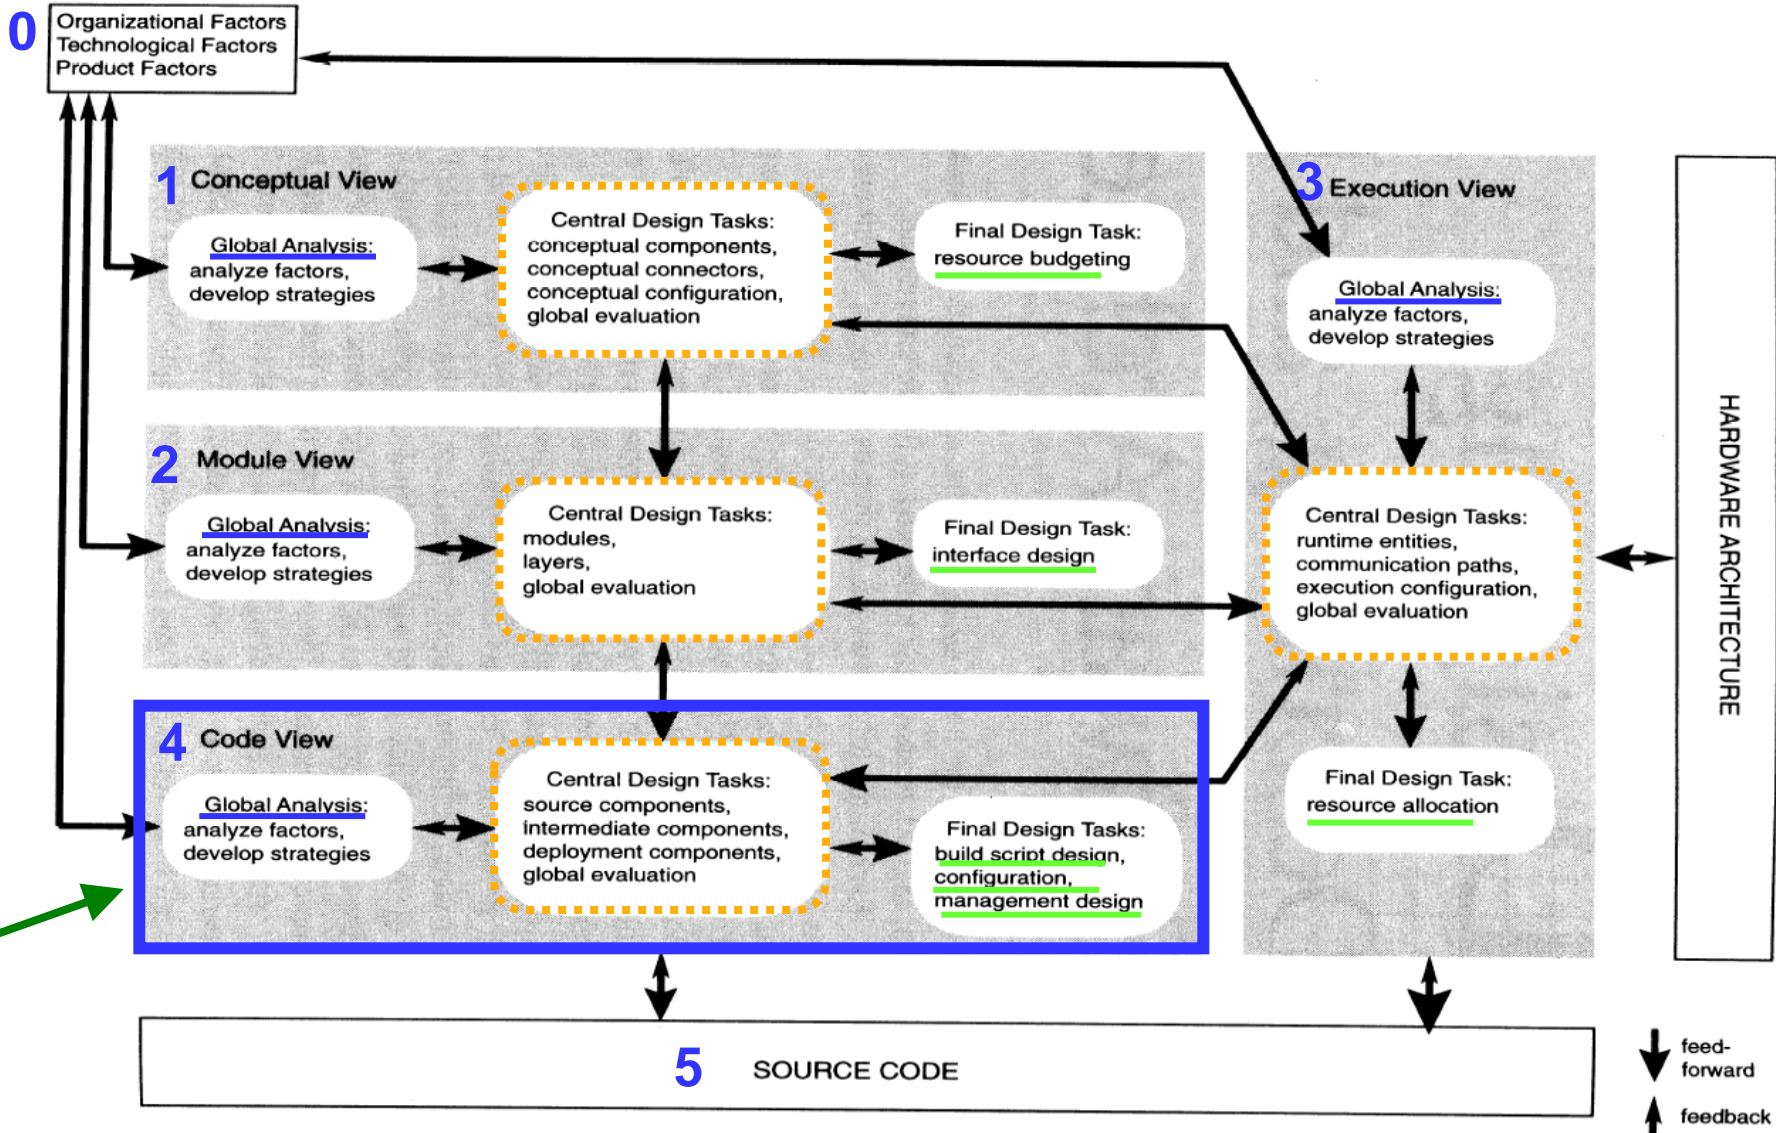 0
Organizational Factors
Technological Factors
Product Factors
1 Conceptual View
Global Analysis:
analyze factors,
develop strategies
Central Design Tasks:
conceptual components,
conceptual connectors,
conceptual configuration,
global evaluation
Final Design Task:
resource budgeting
2 Module View
Global Analysis:
analyze factors,
develop strategies
Central Design Tasks:
modules,
layers,
global evaluation
Final Design Task:
interface design
3 Execution View
Global Analysis:
analyze factors,
develop strategies
Central Design Tasks:
runtime entities,
communication paths,
execution configuration,
global evaluation
Final Design Task:
resource allocation
HARDWARE ARCHITECTURE
4 Code View
Global Analysis:
analyze factors,
develop strategies
Central Design Tasks:
source components,
intermediate components,
deployment components,
global evaluation
Final Design Tasks:
build script design,
configuration,
management design
5 SOURCE CODE
feed-
forward
feedback